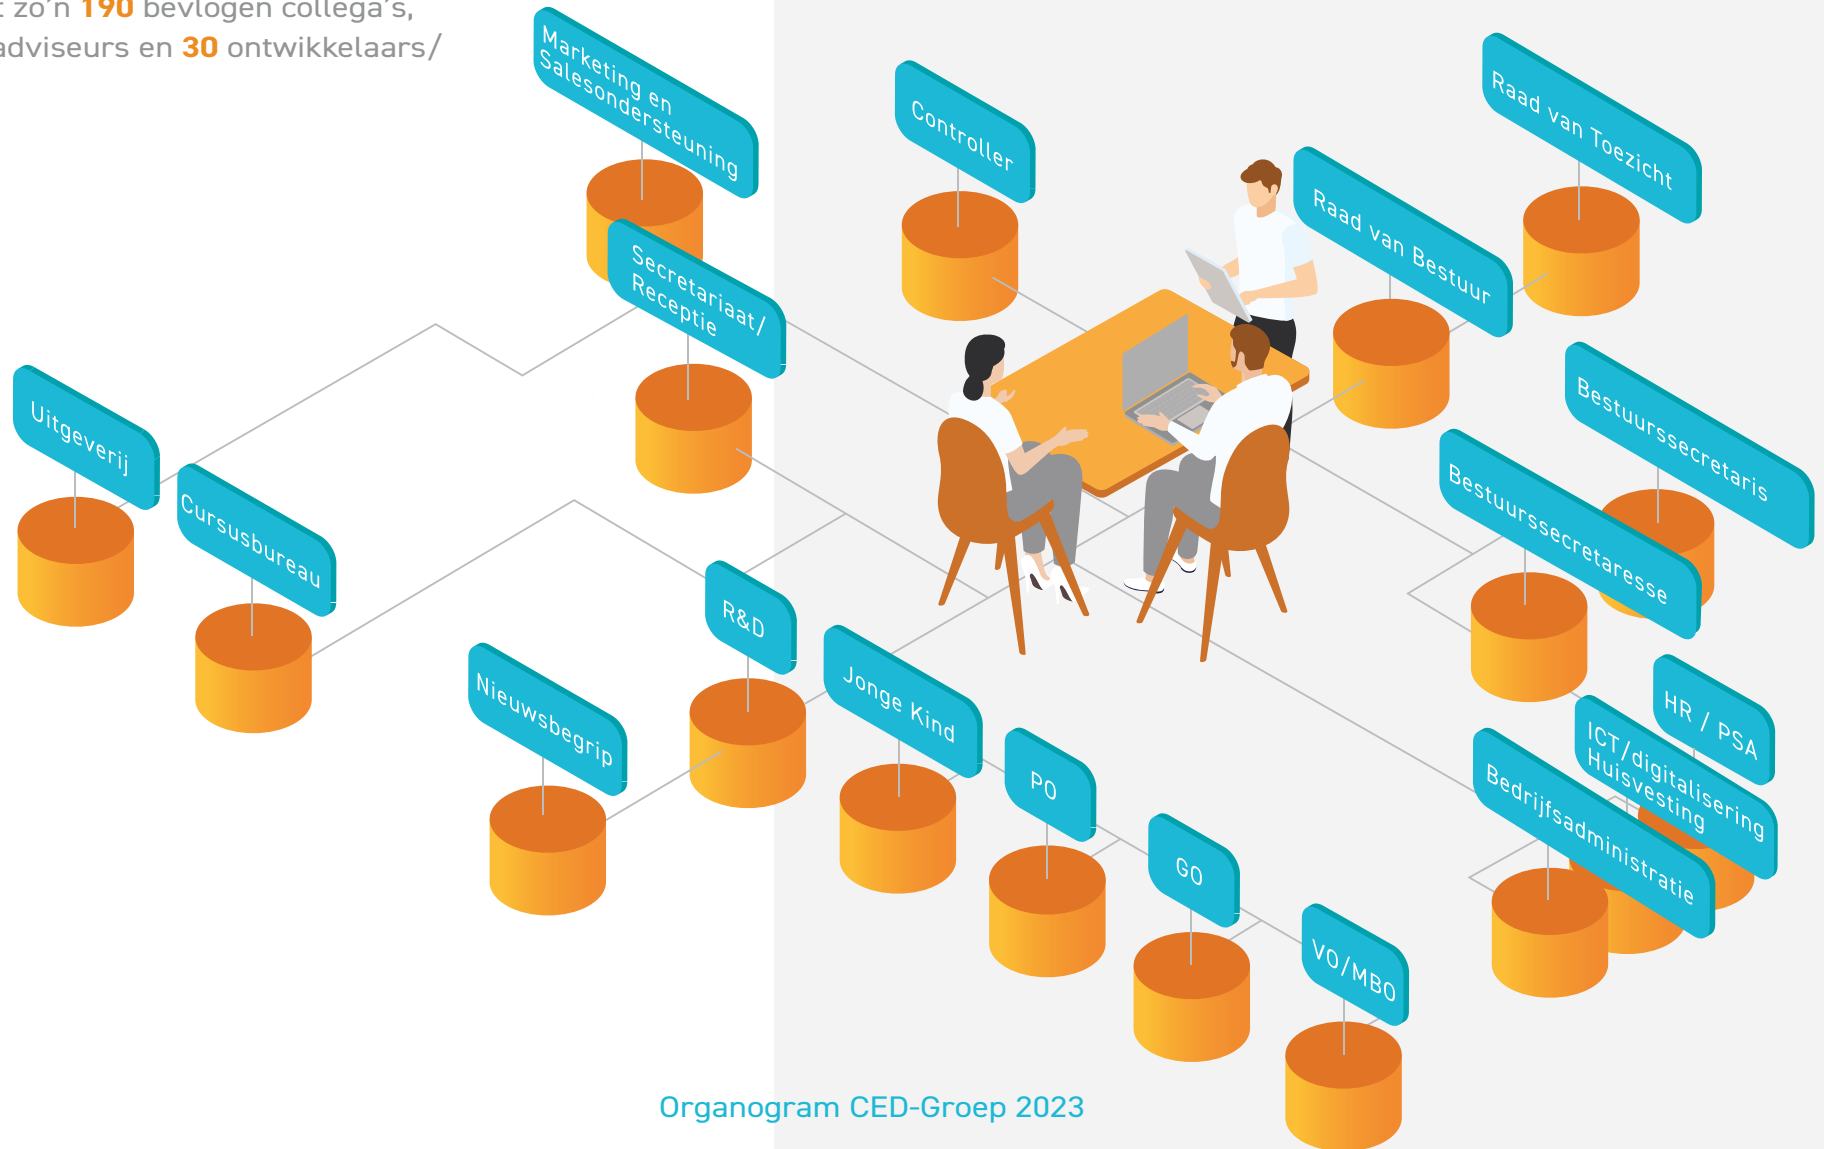 t zo'n 190 bevlogen collega's,
adviseurs en 30 ontwikkelaars/
Marketing en
Salesondersteuning
Controller
Raad van Toezicht
Raad van Bestuur
Secretariaat/
Receptie
Uitgeverij
Cursusbureau
Bestuurssecretaris
Bestuurssecretaresse
R&D
Nieuwsbegrip
Jonge Kind
PO
GO
VO/MBO
HR / PSA
ICT/digitalisering
Huisvesting
Bedrijfsadministratie
Organogram CED-Groep 2023